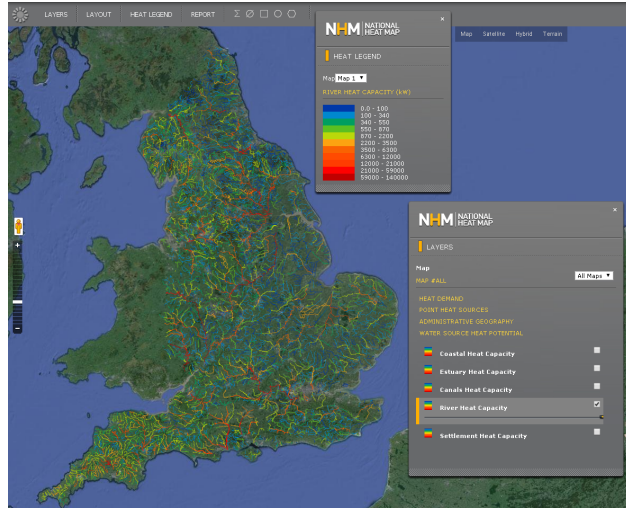 LAYERS LAYOUT HEAT LEGEND REPORT Σ
×
NHM NATIONAL HEAT MAP
HEAT LEGEND
Map Map 1
RIVER HEAT CAPACITY (kW)
0.0 - 100
100 - 340
340 - 550
550 - 870
870 - 2200
2200 - 3500
3500 - 6300
6300 - 12000
12000 - 21000
21000 - 59000
59000 - 140000
Map Satellite Hybrid Terrain
×
NHM NATIONAL HEAT MAP
LAYERS
Map
All Maps
MAP #ALL
HEAT DEMAND
POINT HEAT SOURCES
ADMINISTRATIVE GEOGRAPHY
WATER SOURCE HEAT POTENTIAL
Coastal Heat Capacity
Estuary Heat Capacity
Canals Heat Capacity
River Heat Capacity
Settlement Heat Capacity
+
−